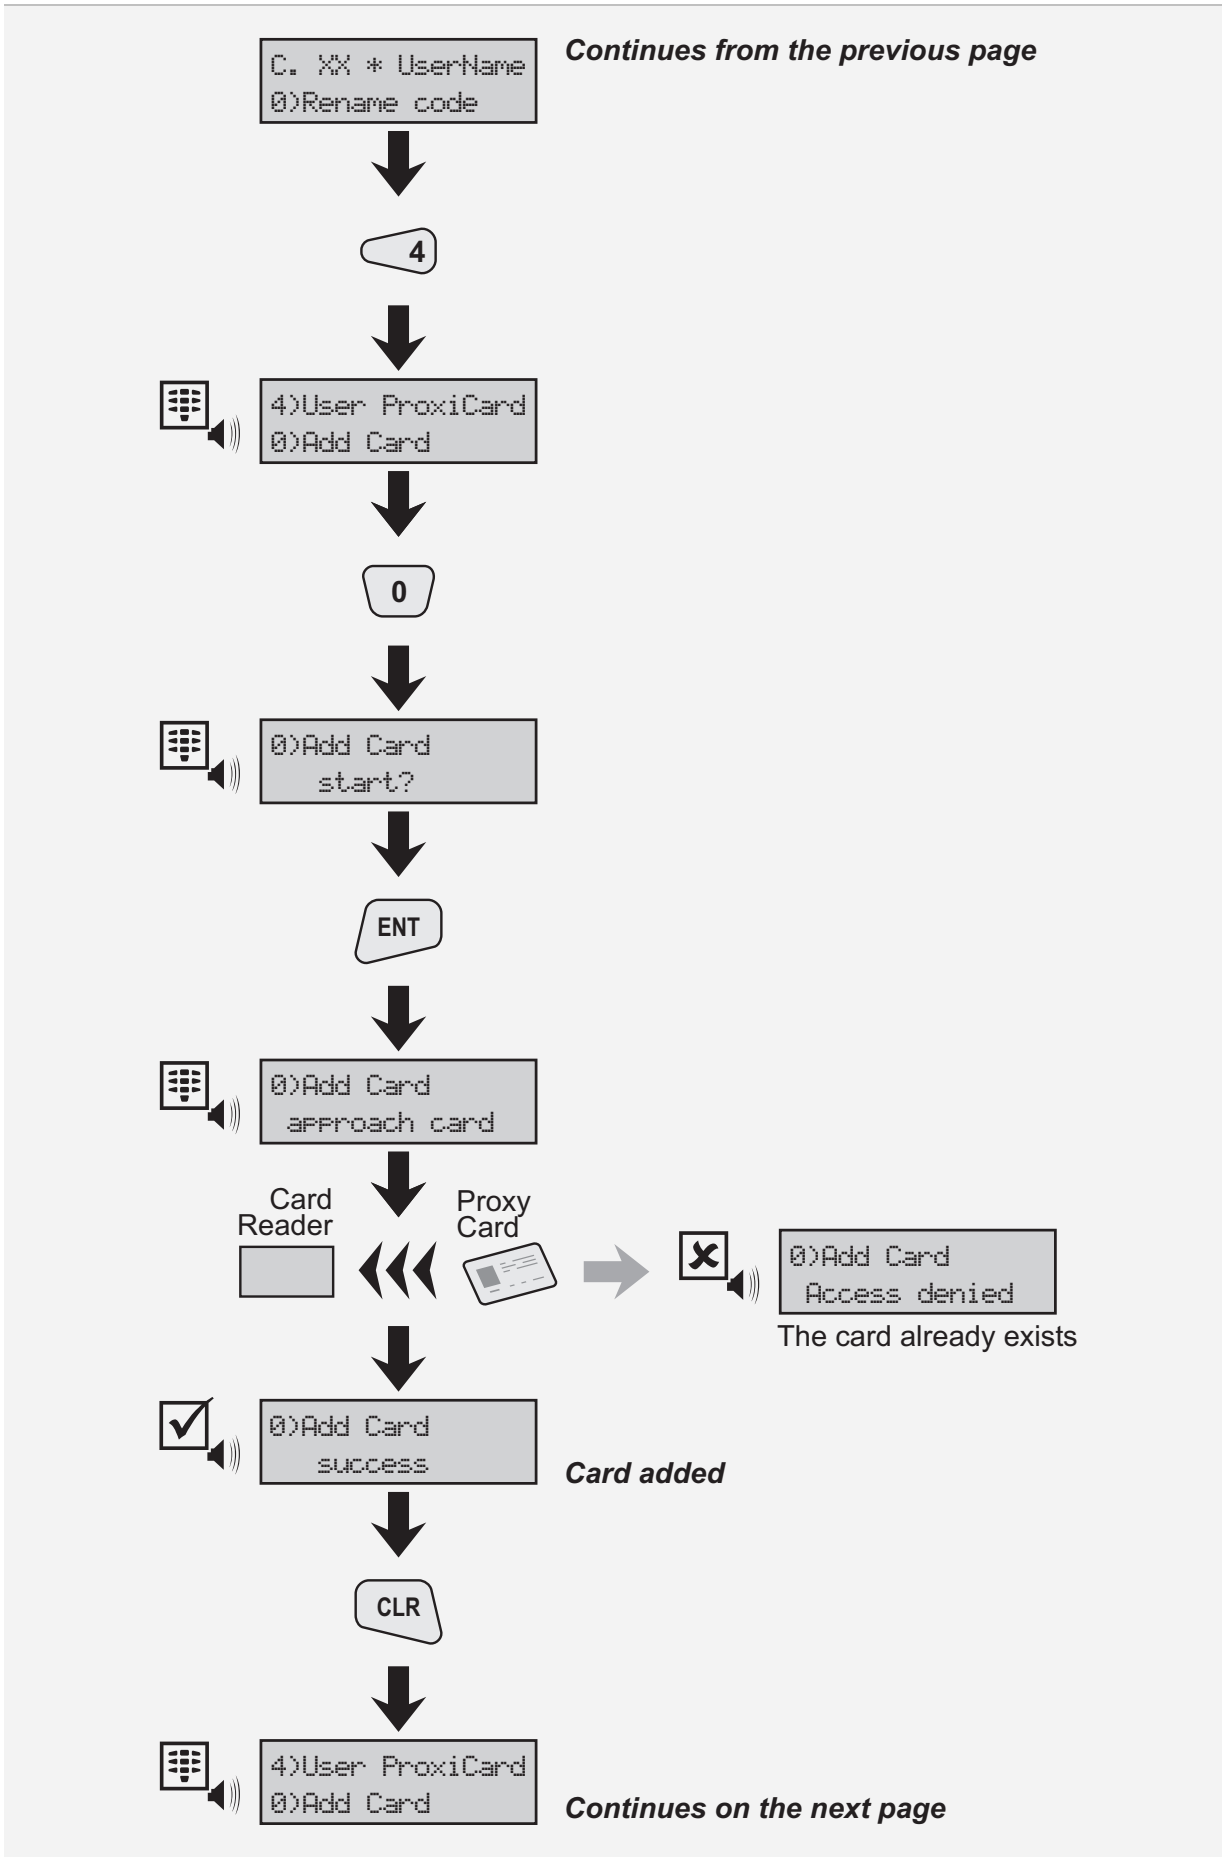 C. XX * UserName
0)Rename code
Continues from the previous page
4
4)User ProxiCard
0)Add Card
0
0)Add Card
start?
ENT
0)Add Card
approach card
Card
Reader
Proxy
Card
0)Add Card
Access denied
The card already exists
0)Add Card
success
Card added
CLR
4)User ProxiCard
0)Add Card
Continues on the next page